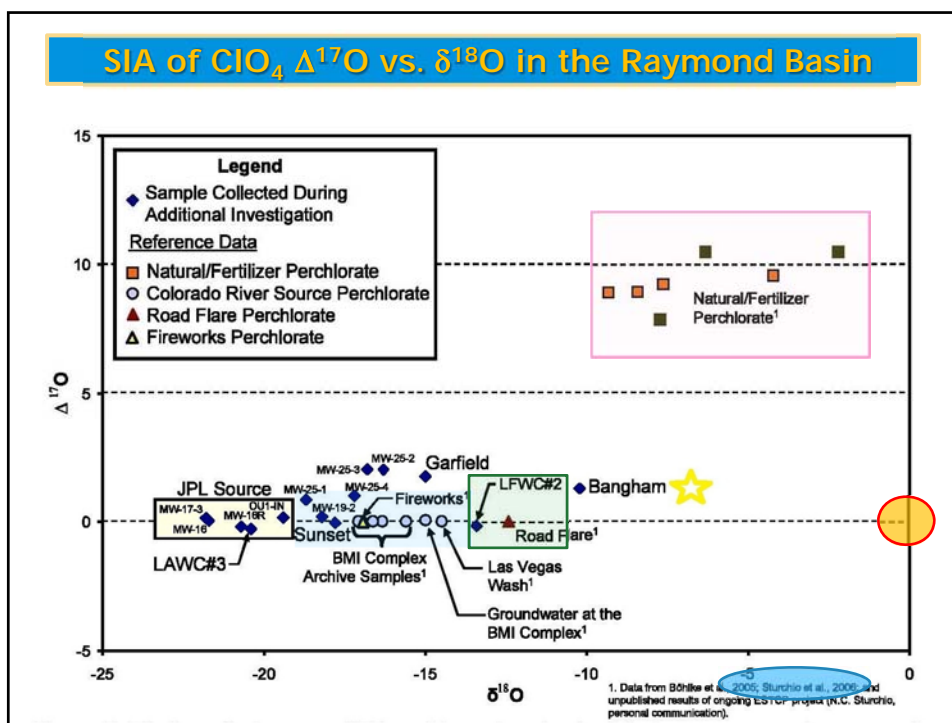 SIA of ClO₄ Δ¹⁷O vs. δ¹⁸O in the Raymond Basin
15
10
5
0
-5
Δ ¹⁷O
Legend
Sample Collected During
Additional Investigation
Reference Data
Natural/Fertilizer Perchlorate
Colorado River Source Perchlorate
Road Flare Perchlorate
Fireworks Perchlorate
Natural/Fertilizer
Perchlorate¹
MW-25-3
MW-25-2
Garfield
MW-25-1
MW-25-4
Fireworks¹
LFWC#2
Bangham
JPL Source
MW-17-3
MW-16
MW-16R
OU1-IN
MW-19-2
Sunset
LAWC#3
BMI Complex
Archive Samples¹
Road Flare¹
Las Vegas
Wash¹
Groundwater at the
BMI Complex¹
-25
-20
-15
-10
-5
0
δ¹⁸O
1. Data from Böhlke et al., 2005; Sturchio et al., 2006; and
unpublished results of ongoing ESTCP project (N.C. Sturchio,
personal communication).